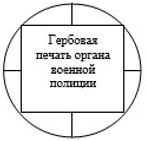 Гербовая
печать органа
военной
полиции